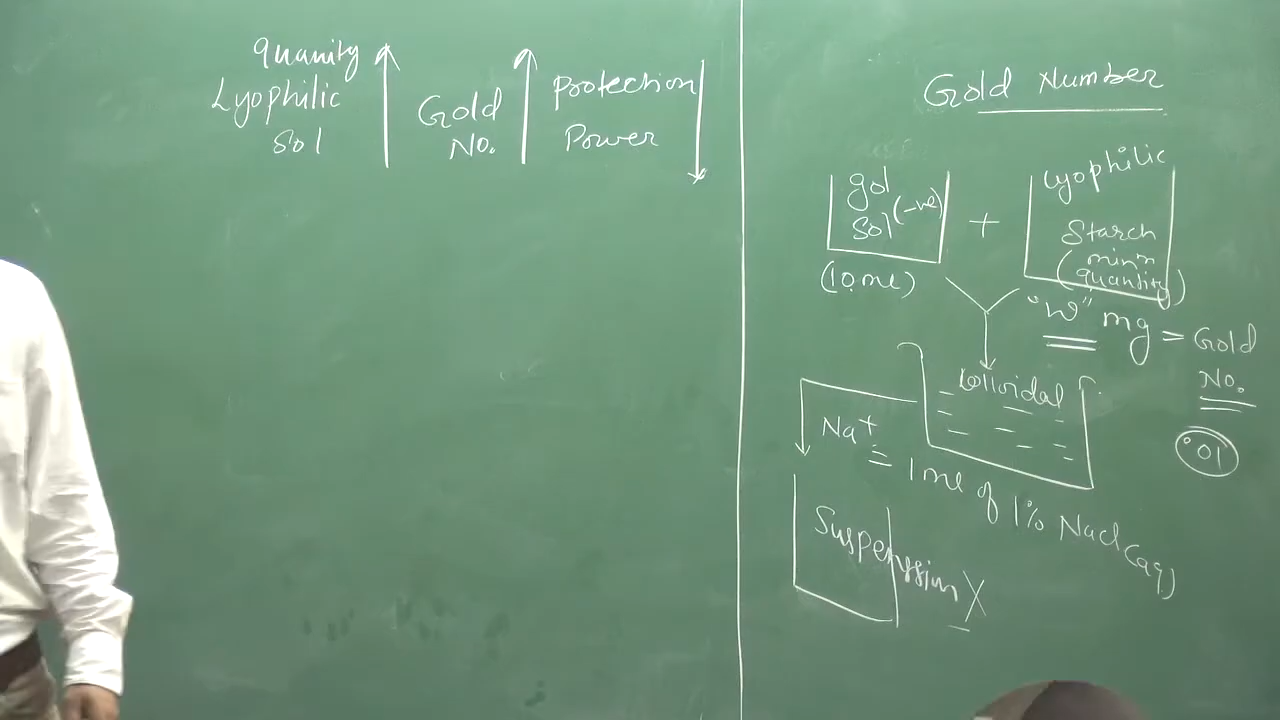 quanity
Lyophilic
Sol
Gold
No.
Protection
Power
Gold Number
gol
Sol (-ve)
(10 ml)
+
Lyophilic
Starch
(minm
quantity)
"W" mg = Gold
No.
.01
Colloidal
Na+
= 1 ml of 1% Nacl(aq)
Suspenssion X